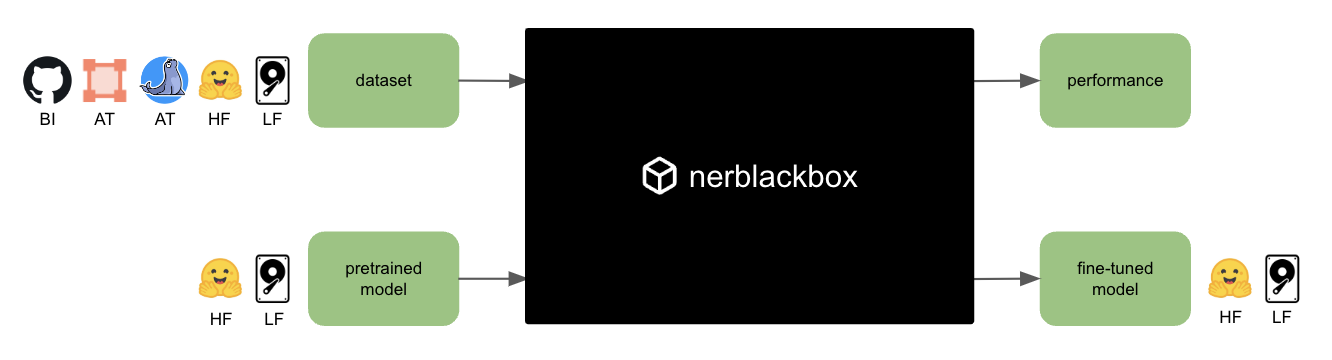 dataset
BI AT AT HF LF
performance
nerblackbox
pretrained
model
HF LF
fine-tuned
model
HF LF